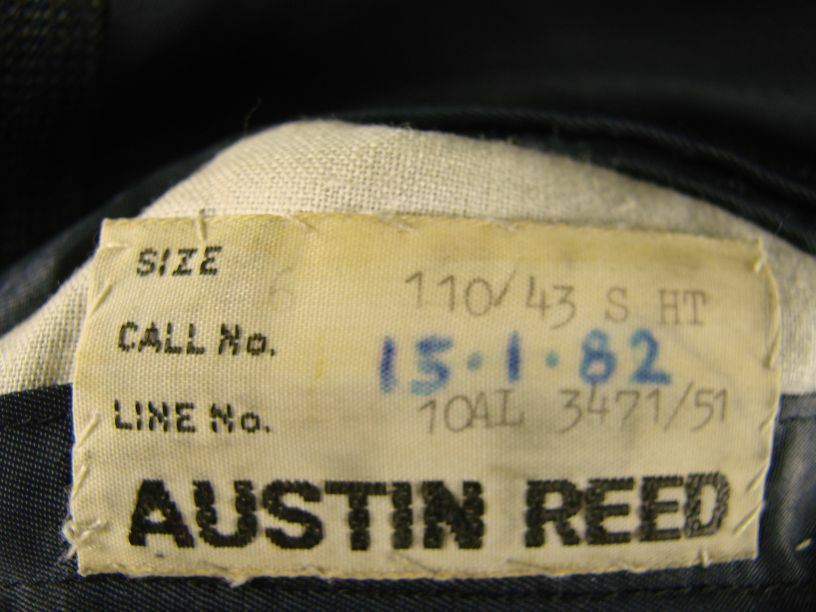 SIZE 110/43 S HT
CALL No. 15.1.82
LINE No. 10AL 3471/51
AUSTIN REED